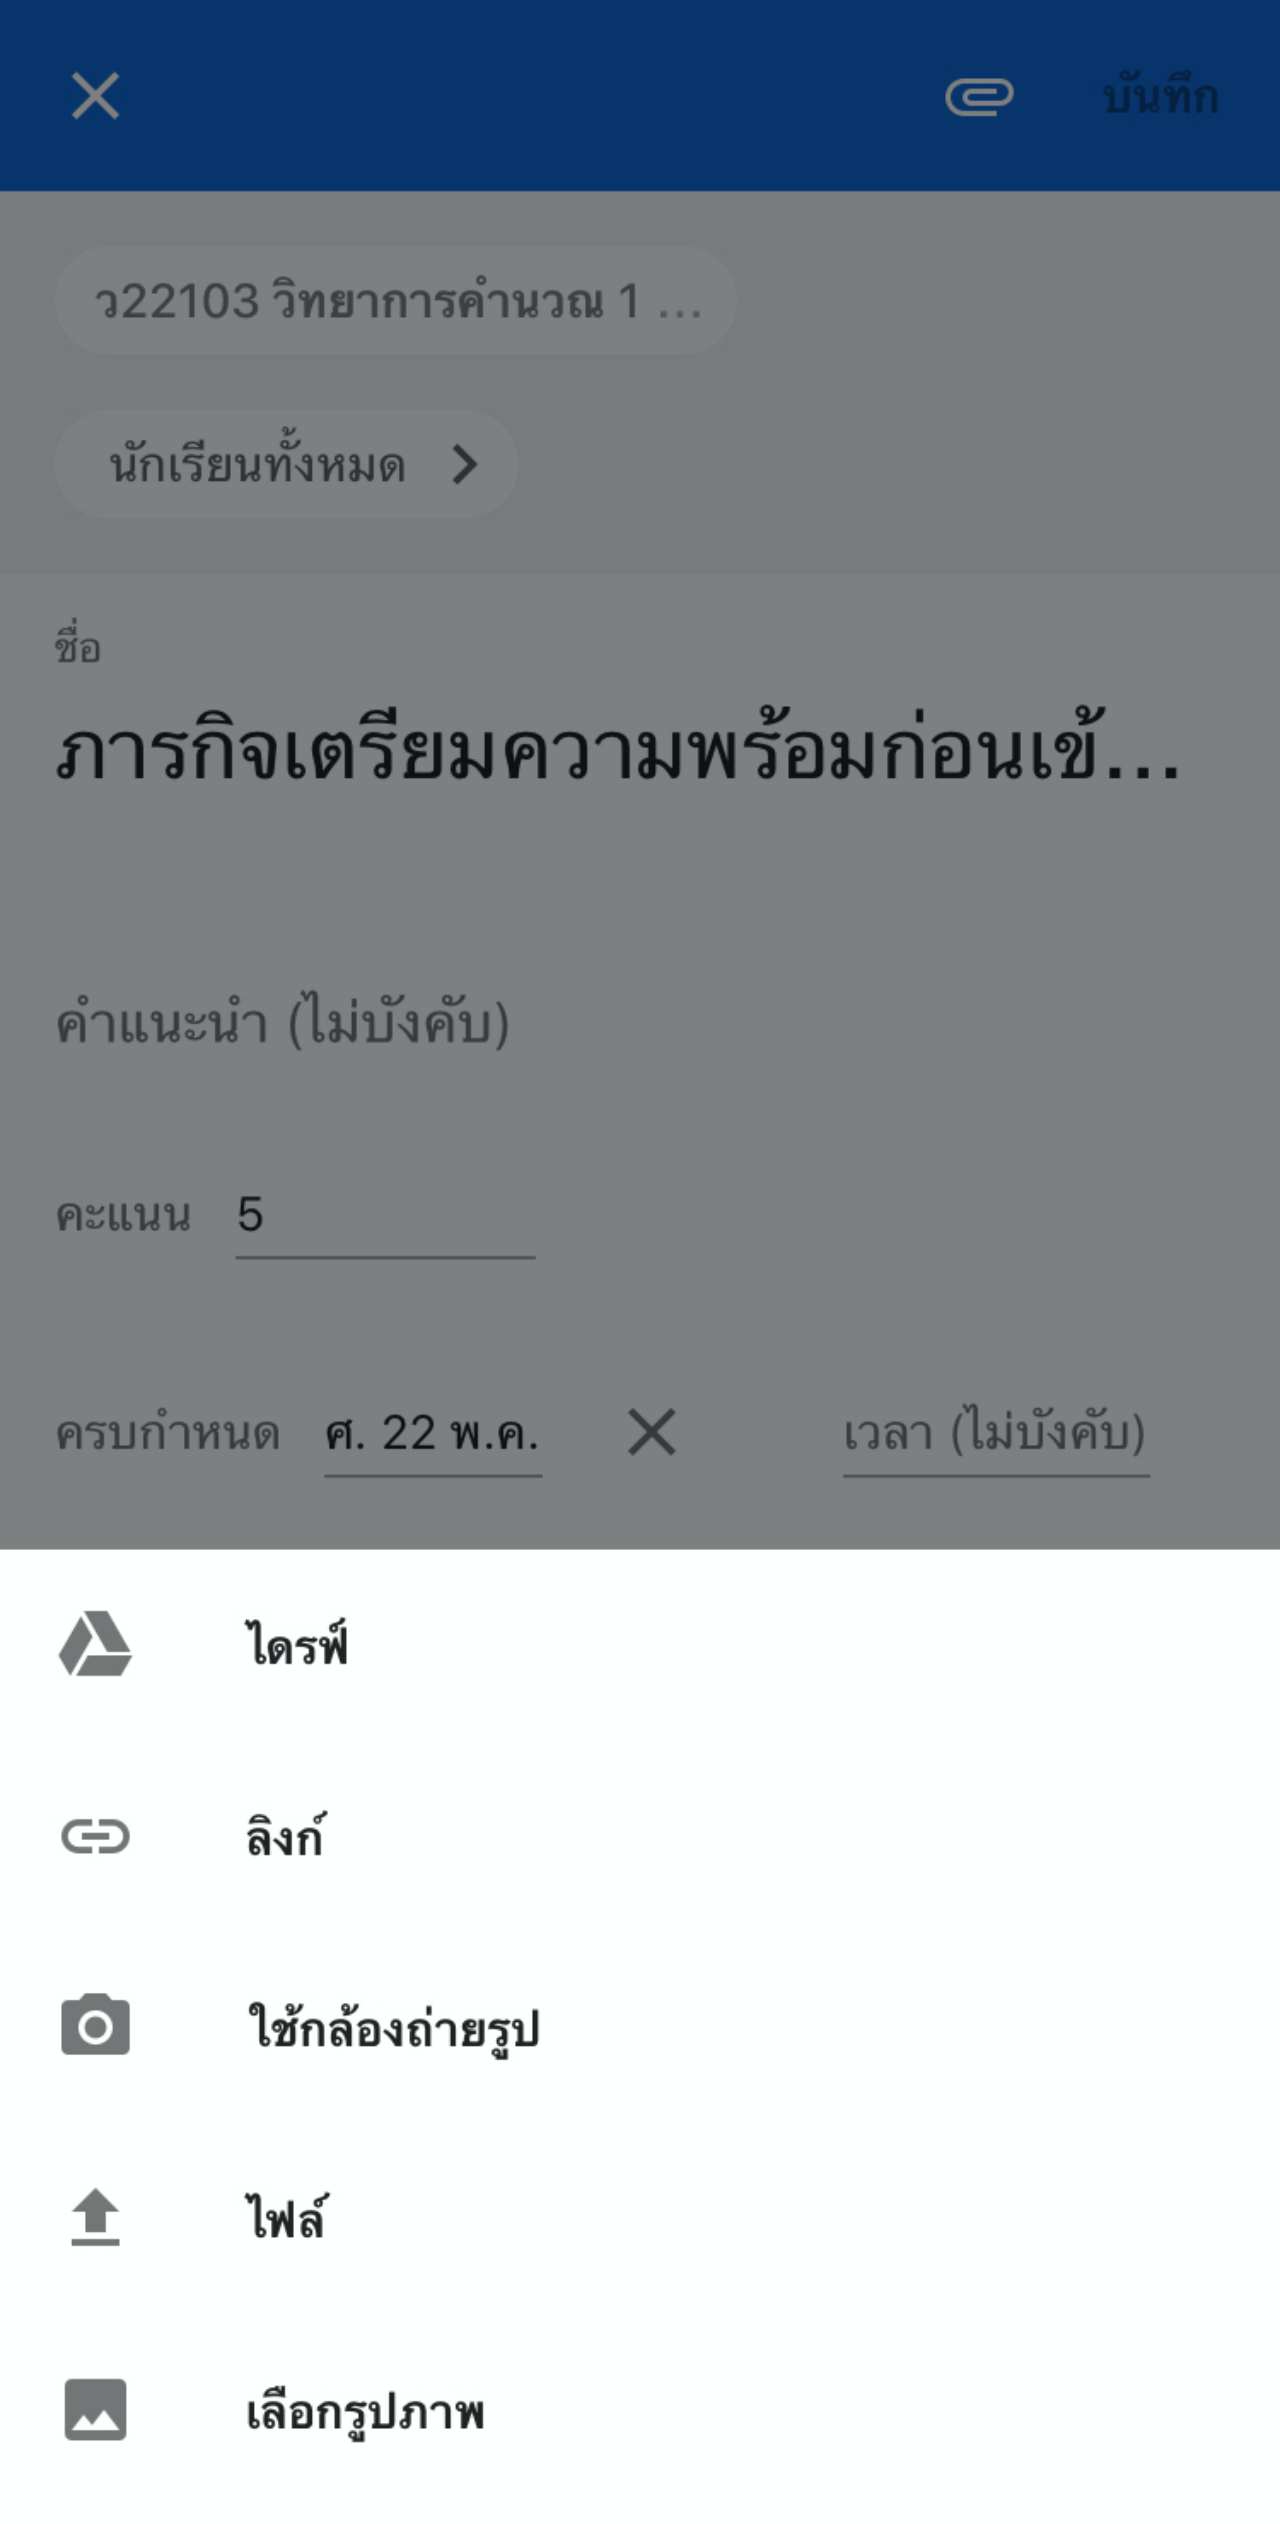 บันทึก
ว22103 วิทยาการคำนวณ 1 ...
นักเรียนทั้งหมด
ชื่อ
ภารกิจเตรียมความพร้อมก่อนเข้...
คำแนะนำ (ไม่บังคับ)
คะแนน 5
ครบกำหนด ศ. 22 พ.ค. เวลา (ไม่บังคับ)
ไดรฟ์
ลิงก์
ใช้กล้องถ่ายรูป
ไฟล์
เลือกรูปภาพ